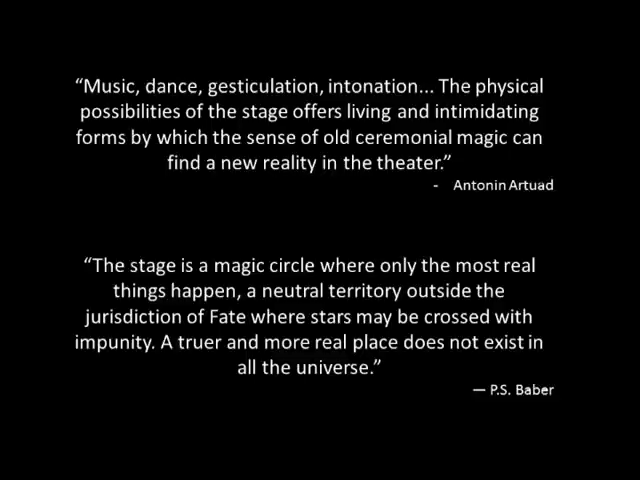 “Music, dance, gesticulation, intonation... The physical
possibilities of the stage offers living and intimidating
forms by which the sense of old ceremonial magic can
find a new reality in the theater.”
- Antonin Artuad
“The stage is a magic circle where only the most real
things happen, a neutral territory outside the
jurisdiction of Fate where stars may be crossed with
impunity. A truer and more real place does not exist in
all the universe.”
— P.S. Baber